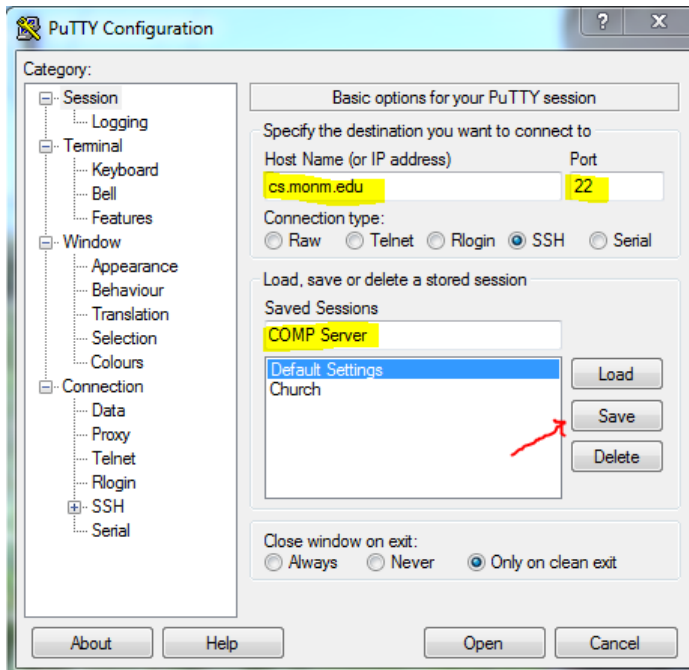 PuTTY Configuration
?
X
Category:
Session
Logging
Terminal
Keyboard
Bell
Features
Window
Appearance
Behaviour
Translation
Selection
Colours
Connection
Data
Proxy
Telnet
Rlogin
SSH
Serial
Basic options for your PuTTY session
Specify the destination you want to connect to
Host Name (or IP address) Port
cs.monm.edu 22
Connection type:
Raw Telnet Rlogin SSH Serial
Load, save or delete a stored session
Saved Sessions
COMP Server
Default Settings
Church
Load
Save
Delete
Close window on exit:
Always Never Only on clean exit
About Help Open Cancel